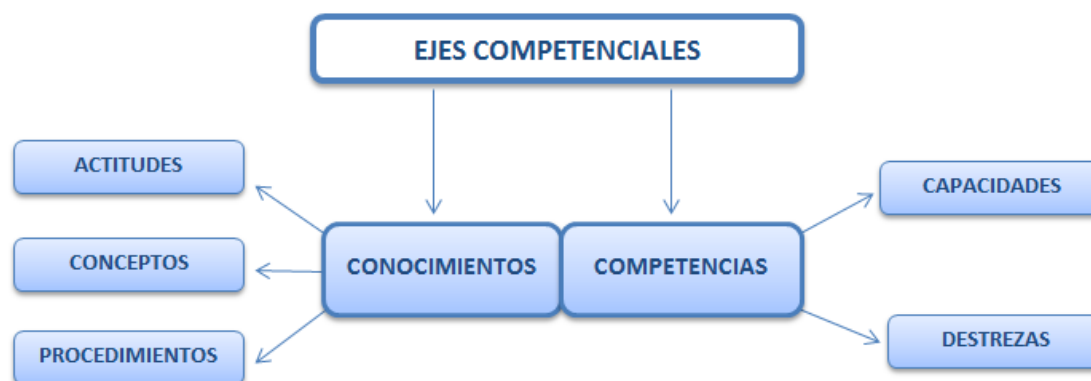 EJES COMPETENCIALES
ACTITUDES
CONCEPTOS
PROCEDIMIENTOS
CONOCIMIENTOS
COMPETENCIAS
CAPACIDADES
DESTREZAS